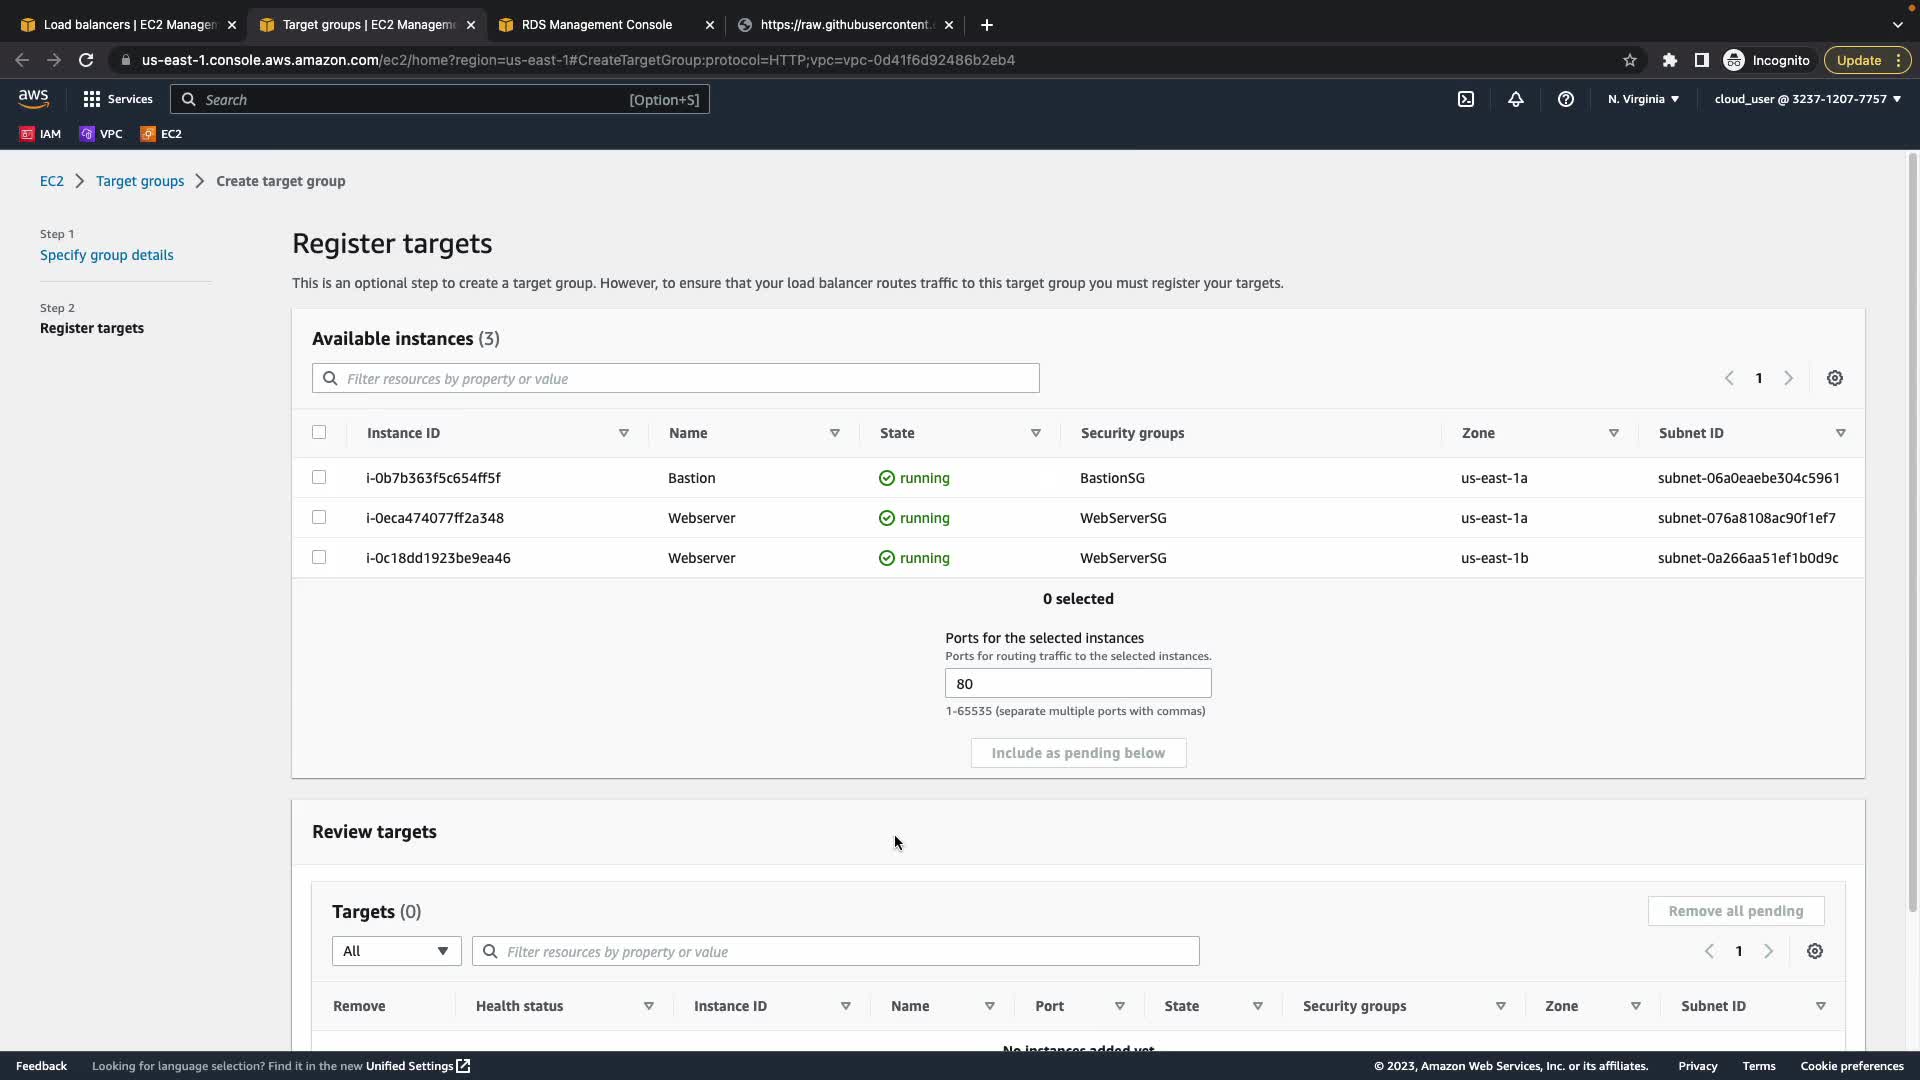 Load balancers | EC2 Managem
Target groups | EC2 Manageme
RDS Management Console
https://raw.githubusercontent.
us-east-1.console.aws.amazon.com/ec2/home?region=us-east-1#CreateTargetGroup:protocol=HTTP;vpc=vpc-0d41f6d92486b2eb4
Incognito
Update
aws
Services
Search
[Option+S]
N. Virginia
cloud_user @ 3237-1207-7757
IAM
VPC
EC2
EC2
Target groups
Create target group
Step 1
Specify group details
Step 2
Register targets
Register targets
This is an optional step to create a target group. However, to ensure that your load balancer routes traffic to this target group you must register your targets.
Available instances (3)
Filter resources by property or value
1
Instance ID Name State Security groups Zone Subnet ID
i-0b7b363f5c654ff5f Bastion running BastionSG us-east-1a subnet-06a0eaebe304c5961
i-0eca474077ff2a348 Webserver running WebServerSG us-east-1a subnet-076a8108ac90f1ef7
i-0c18dd1923be9ea46 Webserver running WebServerSG us-east-1b subnet-0a266aa51ef1b0d9c
0 selected
Ports for the selected instances
Ports for routing traffic to the selected instances.
80
1-65535 (separate multiple ports with commas)
Include as pending below
Review targets
Targets (0)
Remove all pending
All
Filter resources by property or value
1
Remove Health status Instance ID Name Port State Security groups Zone Subnet ID
No instances added yet
Feedback
Looking for language selection? Find it in the new Unified Settings
© 2023, Amazon Web Services, Inc. or its affiliates.
Privacy
Terms
Cookie preferences